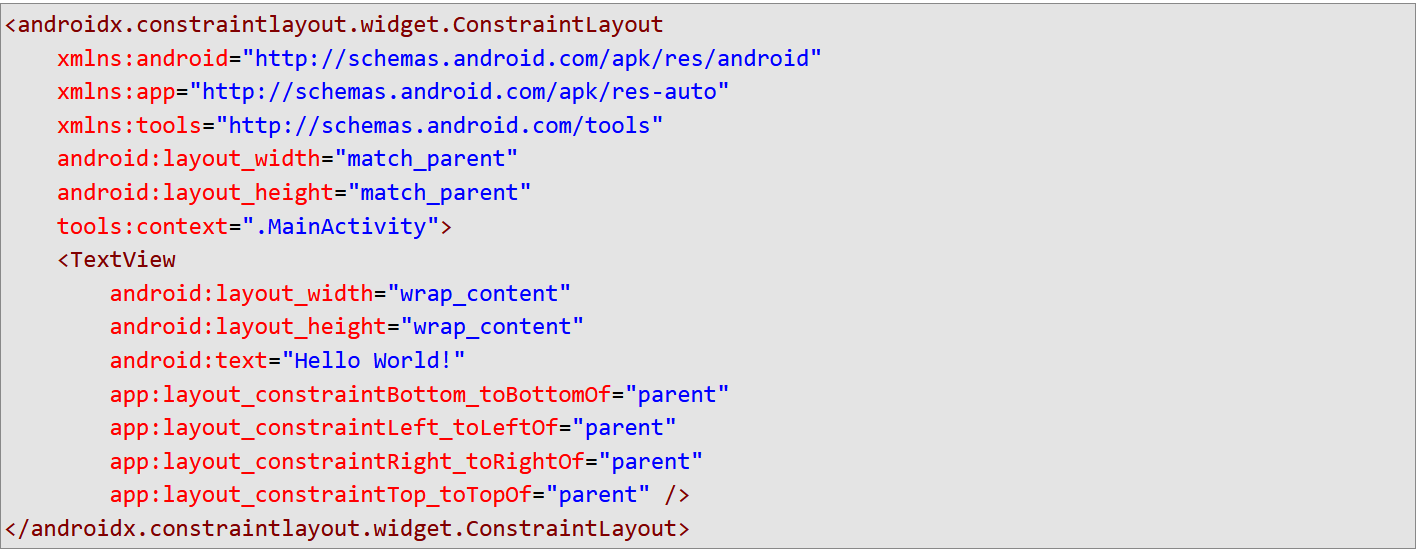 <androidx.constraintlayout.widget.ConstraintLayout
    xmlns:android="http://schemas.android.com/apk/res/android"
    xmlns:app="http://schemas.android.com/apk/res-auto"
    xmlns:tools="http://schemas.android.com/tools"
    android:layout_width="match_parent"
    android:layout_height="match_parent"
    tools:context=".MainActivity">
    <TextView
        android:layout_width="wrap_content"
        android:layout_height="wrap_content"
        android:text="Hello World!"
        app:layout_constraintBottom_toBottomOf="parent"
        app:layout_constraintLeft_toLeftOf="parent"
        app:layout_constraintRight_toRightOf="parent"
        app:layout_constraintTop_toTopOf="parent" />
</androidx.constraintlayout.widget.ConstraintLayout>